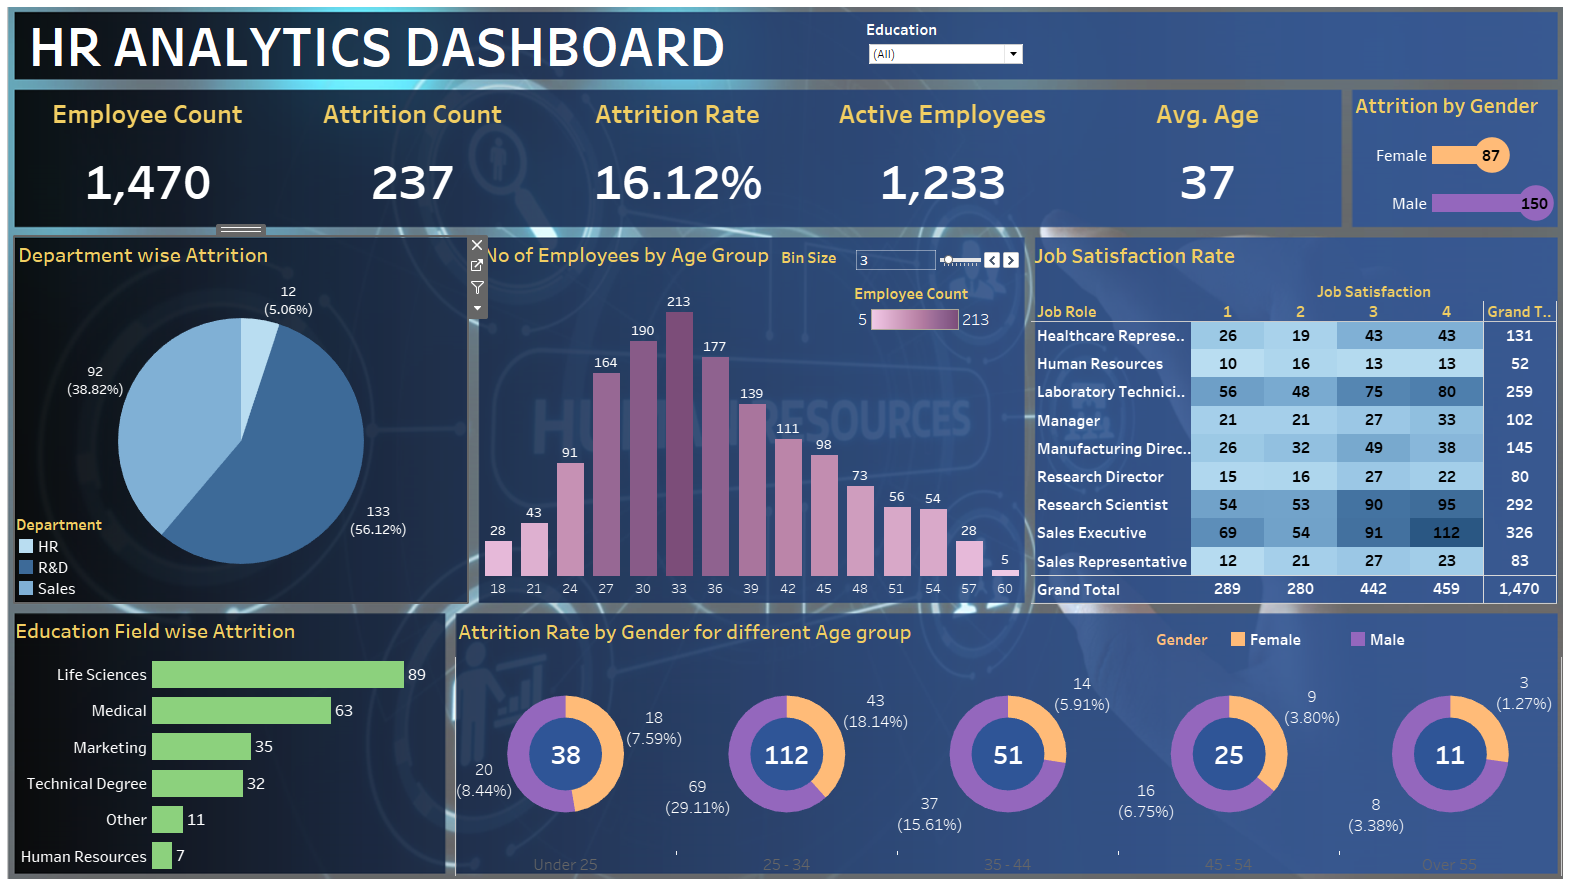 HR ANALYTICS DASHBOARD
Education
(All)
Employee Count
1,470
Attrition Count
237
Attrition Rate
16.12%
Active Employees
1,233
Avg. Age
37
Attrition by Gender
Female 87
Male 150
Department wise Attrition
12
(5.06%)
92
(38.82%)
133
(56.12%)
Department
HR
R&D
Sales
No of Employees by Age Group
Bin Size 3
Employee Count
5 213
28 43 91 164 190 213 177 139 111 98 73 56 54 28 5
18 21 24 27 30 33 36 39 42 45 48 51 54 57 60
HUMAN RESOURCES
Job Satisfaction Rate
Job Satisfaction
Job Role 1 2 3 4 Grand T..
Healthcare Represe.. 26 19 43 43 131
Human Resources 10 16 13 13 52
Laboratory Technici.. 56 48 75 80 259
Manager 21 21 27 33 102
Manufacturing Direc.. 26 32 49 38 145
Research Director 15 16 27 22 80
Research Scientist 54 53 90 95 292
Sales Executive 69 54 91 112 326
Sales Representative 12 21 27 23 83
Grand Total 289 280 442 459 1,470
Education Field wise Attrition
Life Sciences 89
Medical 63
Marketing 35
Technical Degree 32
Other 11
Human Resources 7
Attrition Rate by Gender for different Age group
Gender Female Male
18
(7.59%)
38
20
(8.44%)
Under 25
43
(18.14%)
112
69
(29.11%)
25 - 34
14
(5.91%)
51
37
(15.61%)
35 - 44
9
(3.80%)
25
16
(6.75%)
45 - 54
3
(1.27%)
11
8
(3.38%)
Over 55